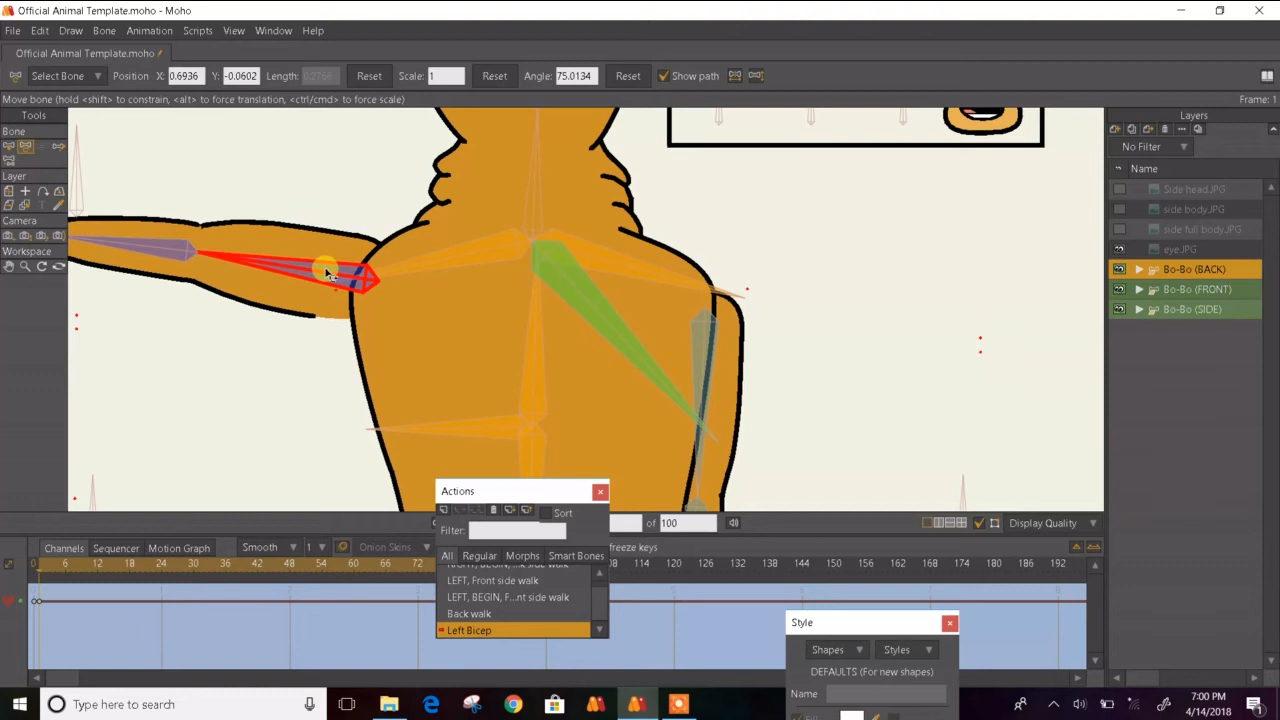 Official Animal Template.moho - Moho
File Edit Draw Bone Animation Scripts View Window Help
Official Animal Template.moho
Select Bone Position X: 0.6936 Y: -0.0602 Length: 0.2766 Reset Scale: 1 Reset Angle: 75.0134 Reset Show path
Move bone (hold <shift> to constrain, <alt> to force translation, <ctrl/cmd> to force scale) Frame: 1
Tools
Bone
Layer
Camera
Workspace
Layers
No Filter
Name
Side head.JPG
side body.JPG
side full body.JPG
eye.JPG
Bo-Bo (BACK)
Bo-Bo (FRONT)
Bo-Bo (SIDE)
Actions
Sort
Filter:
All Regular Morphs Smart Bones
LEFT, Front side walk
LEFT, BEGIN, F...nt side walk
Back walk
Left Bicep
of 100 Display Quality
Channels Sequencer Motion Graph Smooth 1 Onion Skins freeze keys
0 6 12 18 24 30 36 42 48 54 60 66 72 108 114 120 126 132 138 144 150 156 162 168 174 180 186 192
Style
Shapes Styles
DEFAULTS (For new shapes)
Name
Fill
Type here to search
7:00 PM
4/14/2018